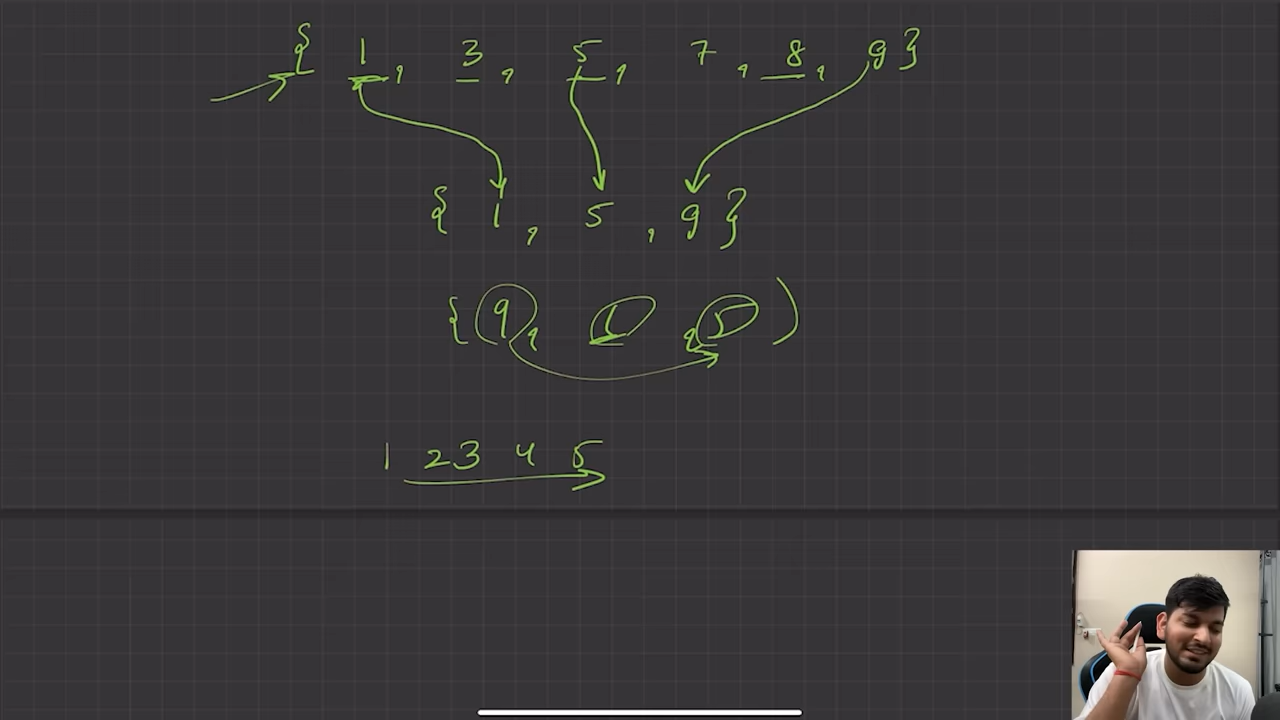 { 1, 3, 5, 7, 8, 9 }
{ 1, 5, 9 }
{ 9, 1, 5 )
1 2 3 4 5